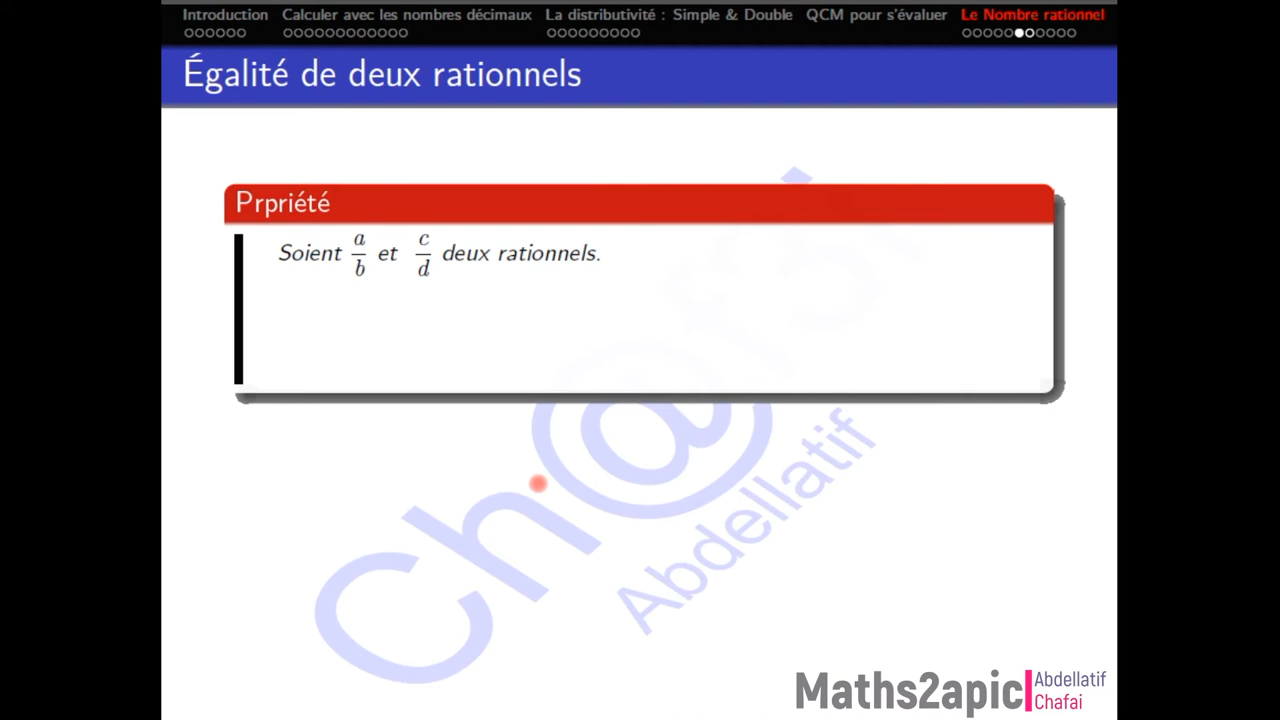 Introduction Calculer avec les nombres décimaux La distributivité : Simple & Double QCM pour s'évaluer Le Nombre rationnel
Égalité de deux rationnels
Prpriété
Soient a/b et c/d deux rationnels.
Ch@f3i
Abdellatif
Maths2apic Abdellatif
Chafai